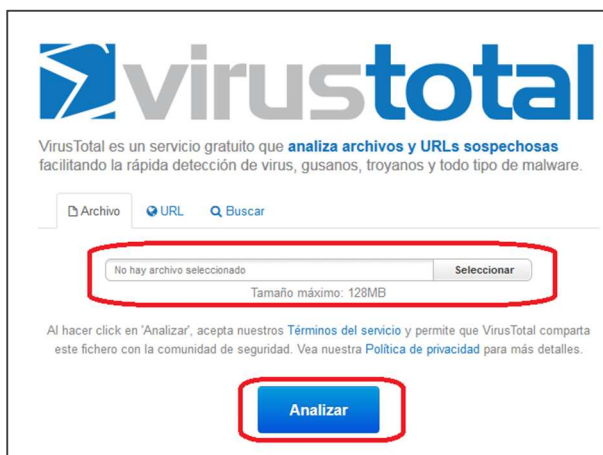 virustotal
VirusTotal es un servicio gratuito que analiza archivos y URLs sospechosas
facilitando la rápida detección de virus, gusanos, troyanos y todo tipo de malware.
Archivo URL Buscar
No hay archivo seleccionado Seleccionar
Tamaño máximo: 128MB
Al hacer click en 'Analizar', acepta nuestros Términos del servicio y permite que VirusTotal comparta
este fichero con la comunidad de seguridad. Vea nuestra Política de privacidad para más detalles.
Analizar